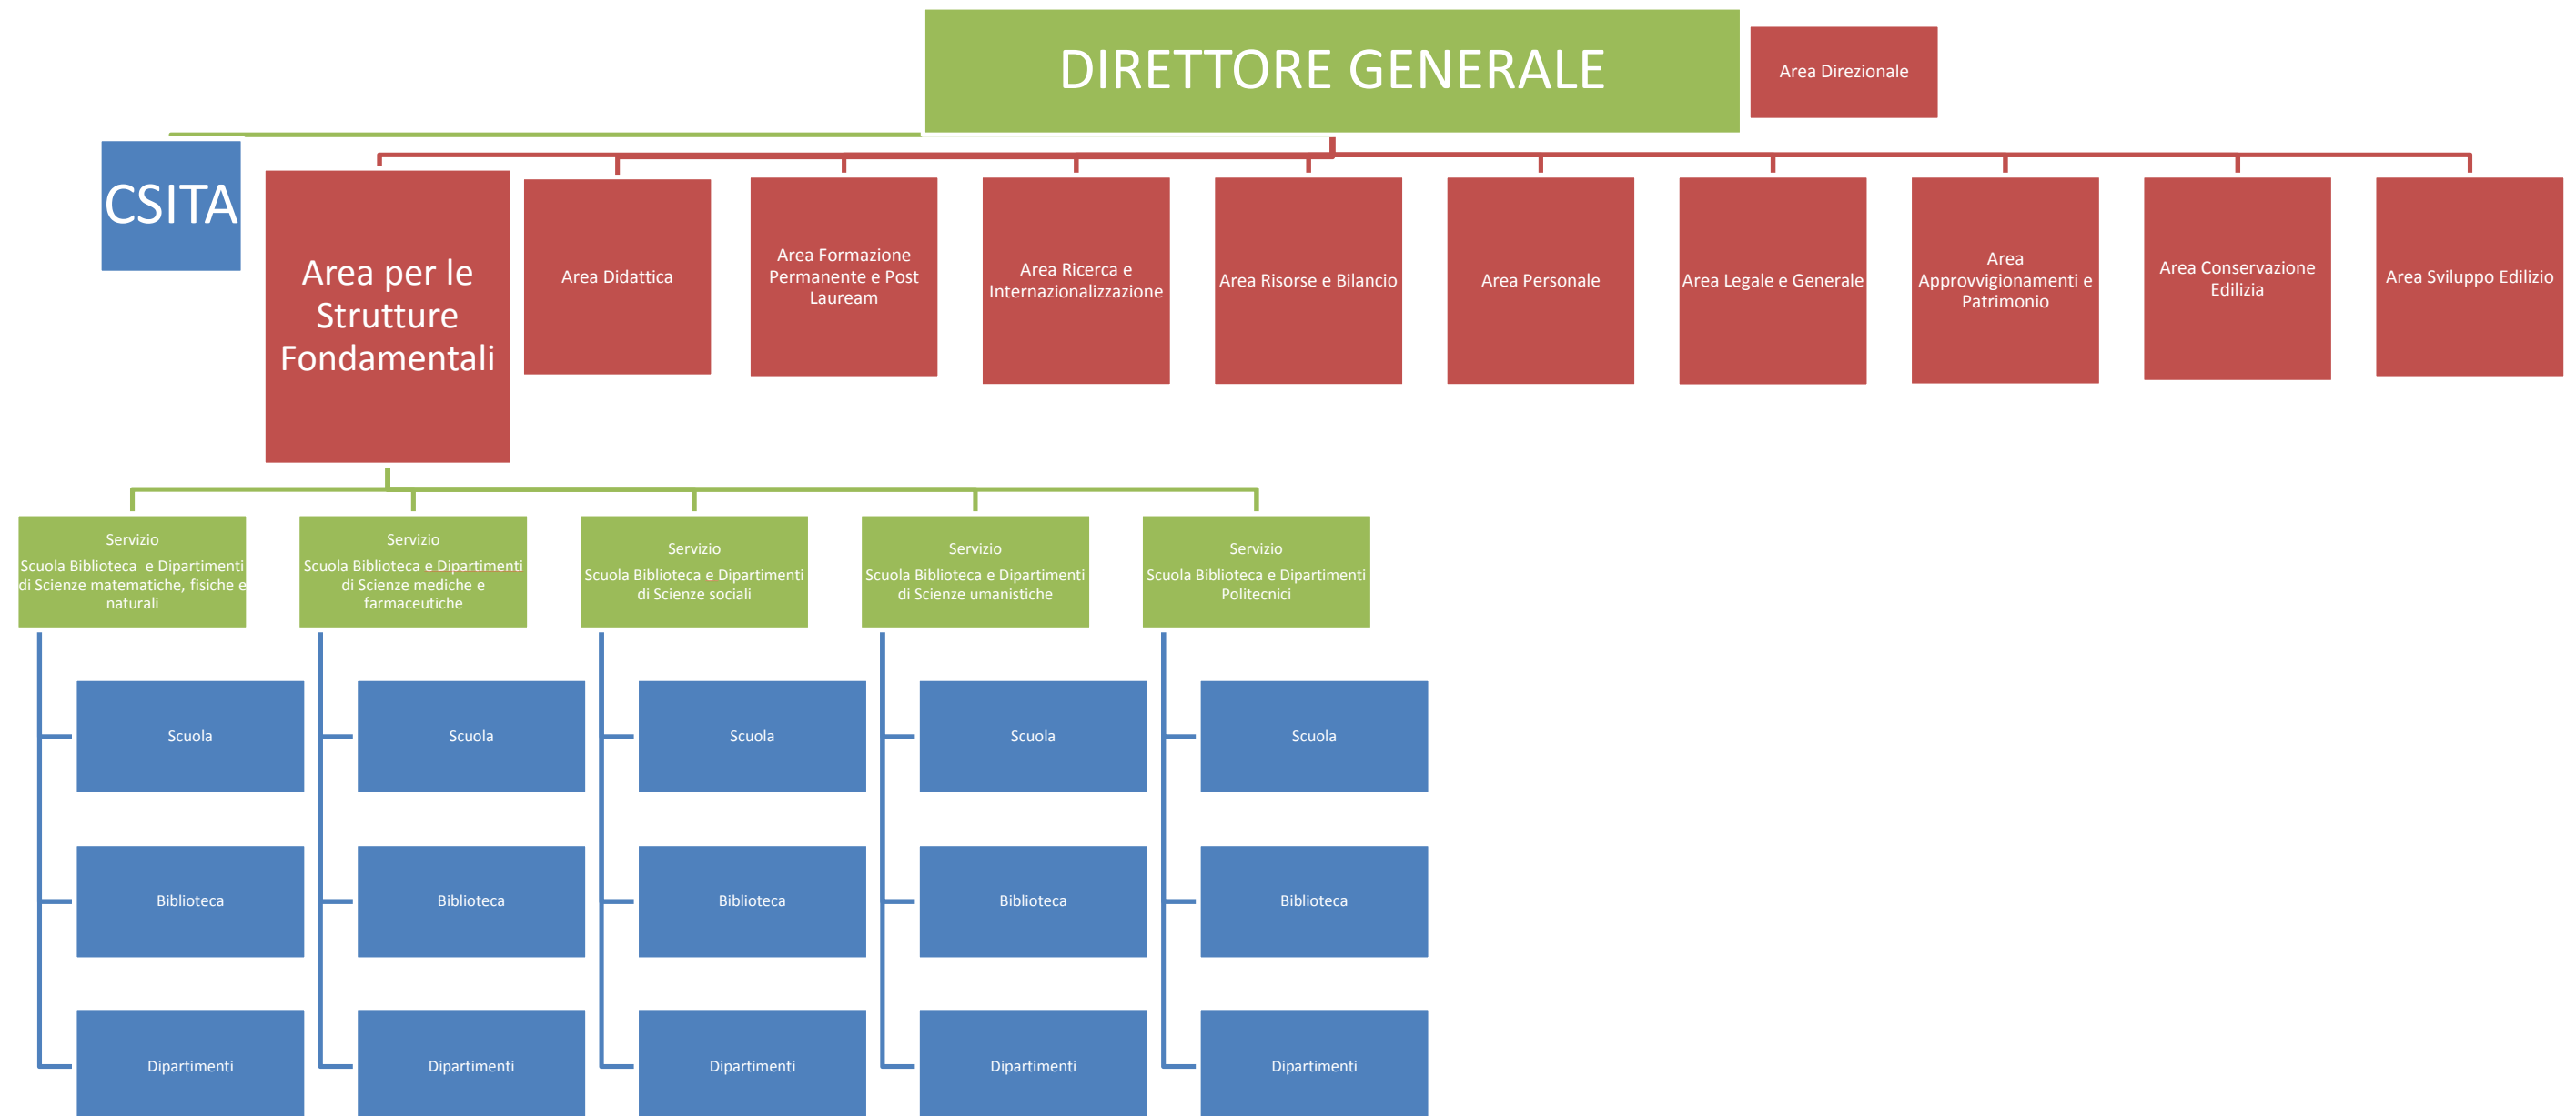 DIRETTORE GENERALE
Area Direzionale
CSITA
Area per le
Strutture
Fondamentali
Area Didattica
Area Formazione
Permanente e Post
Lauream
Area Ricerca e
Internazionalizzazione
Area Risorse e Bilancio
Area Personale
Area Legale e Generale
Area
Approvvigionamenti e
Patrimonio
Area Conservazione
Edilizia
Area Sviluppo Edilizio
Servizio
Scuola Biblioteca e Dipartimenti
di Scienze matematiche, fisiche e
naturali
Servizio
Scuola Biblioteca e Dipartimenti
di Scienze mediche e
farmaceutiche
Servizio
Scuola Biblioteca e Dipartimenti
di Scienze sociali
Servizio
Scuola Biblioteca e Dipartimenti
di Scienze umanistiche
Servizio
Scuola Biblioteca e Dipartimenti
Politecnici
Scuola
Scuola
Scuola
Scuola
Scuola
Biblioteca
Biblioteca
Biblioteca
Biblioteca
Biblioteca
Dipartimenti
Dipartimenti
Dipartimenti
Dipartimenti
Dipartimenti